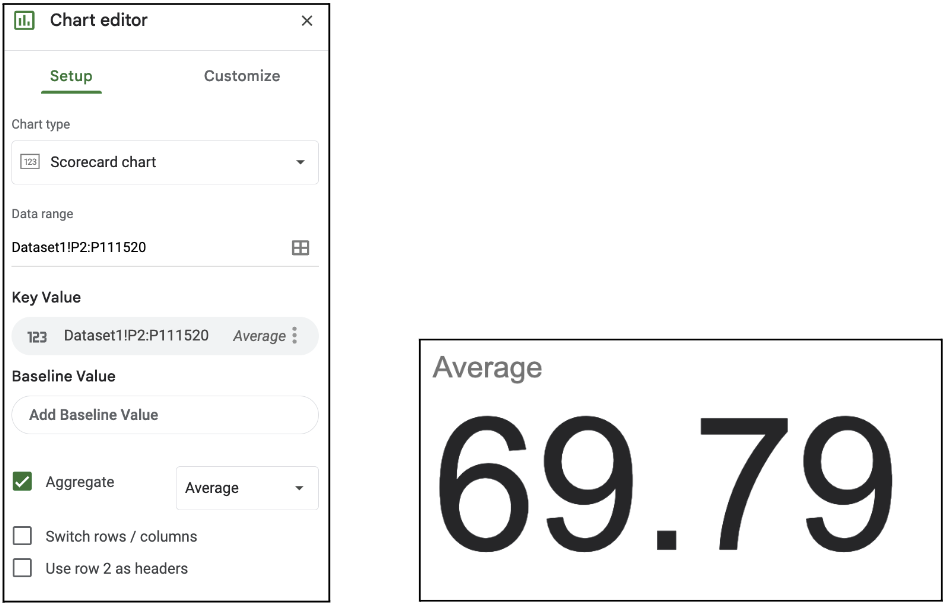 Chart editor
Setup Customize
Chart type
123 Scorecard chart
Data range
Dataset1!P2:P111520
Key Value
123 Dataset1!P2:P111520 Average
Baseline Value
Add Baseline Value
Aggregate Average
Switch rows / columns
Use row 2 as headers
Average
69.79